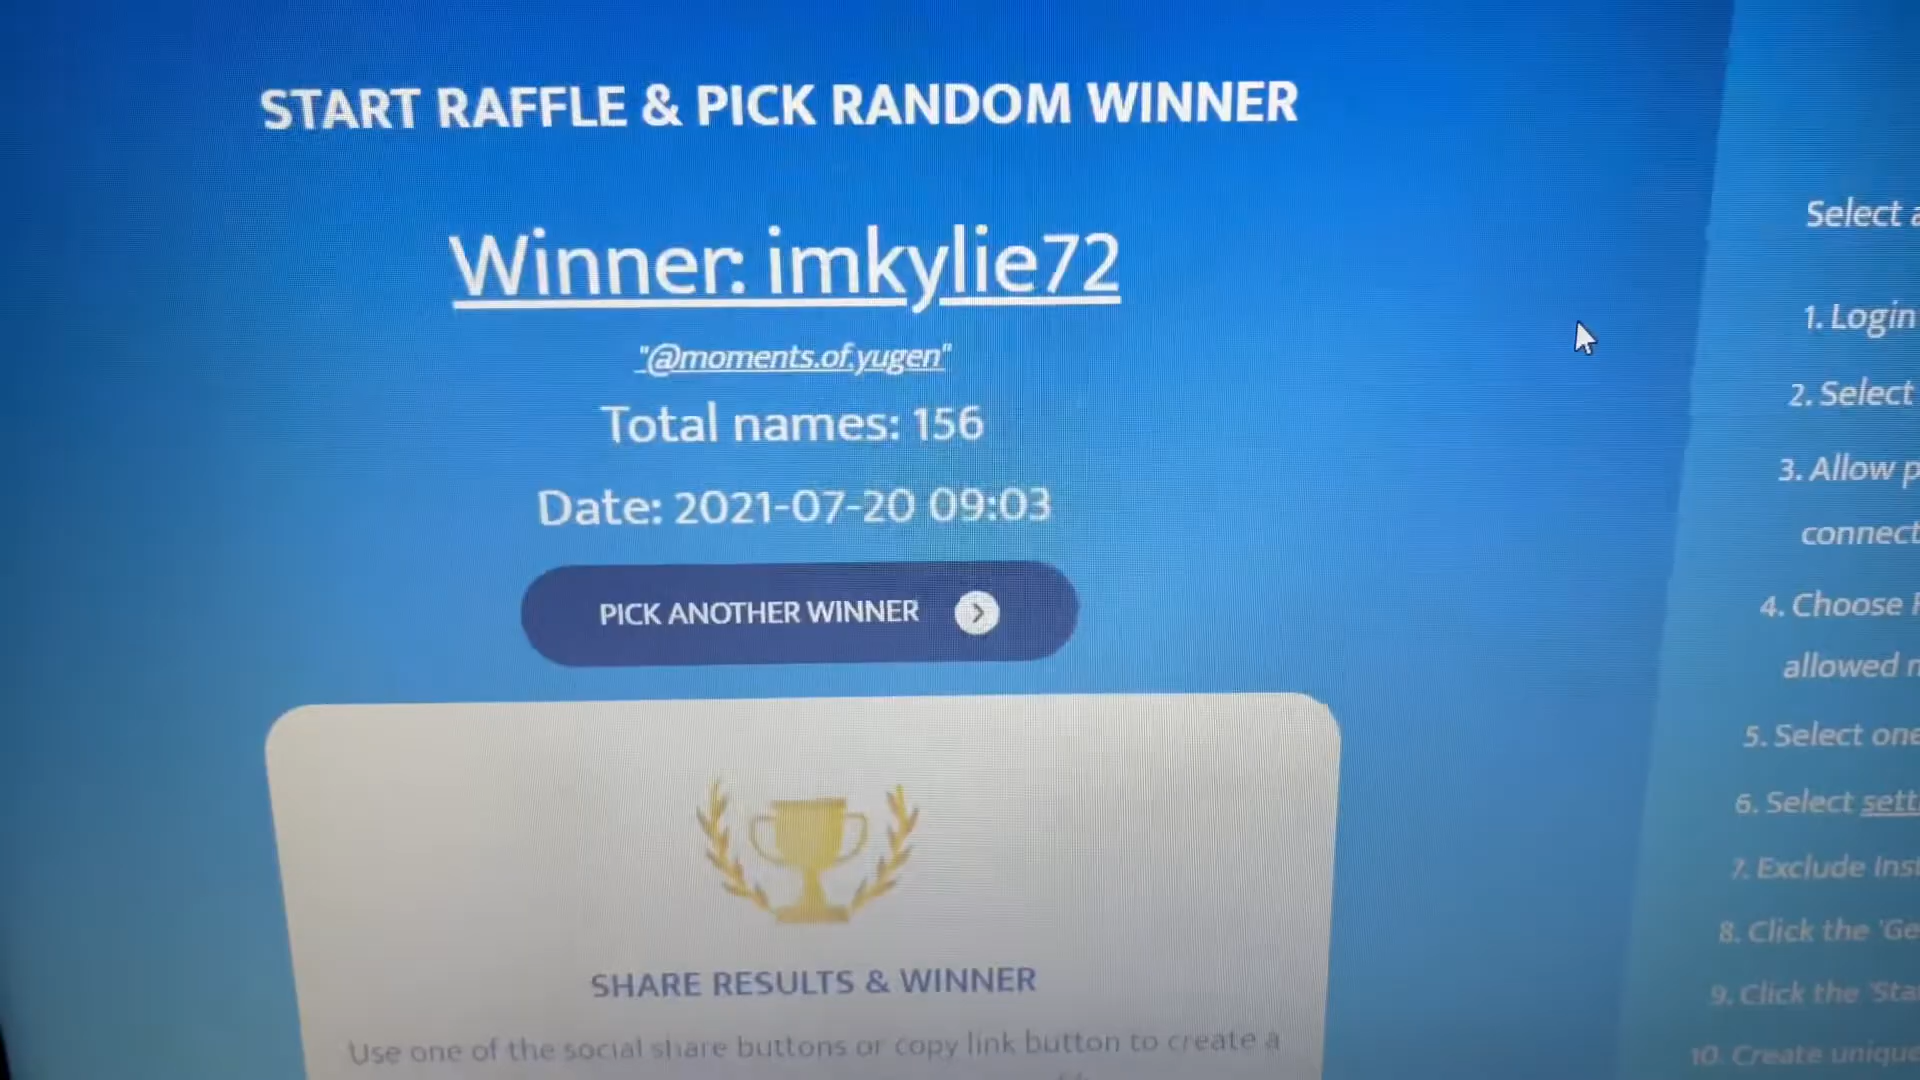 START RAFFLE & PICK RANDOM WINNER
Winner: imkylie72
"@moments.of.yugen"
Total names: 156
Date: 2021-07-20 09:03
PICK ANOTHER WINNER
SHARE RESULTS & WINNER
Use one of the social share buttons or copy link button to create a
Select
1. Login
2. Select
3. Allow
connect
4. Choose
allowed
5. Select one
6. Select
7. Exclude
8. Click the
9. Click the
10. Create